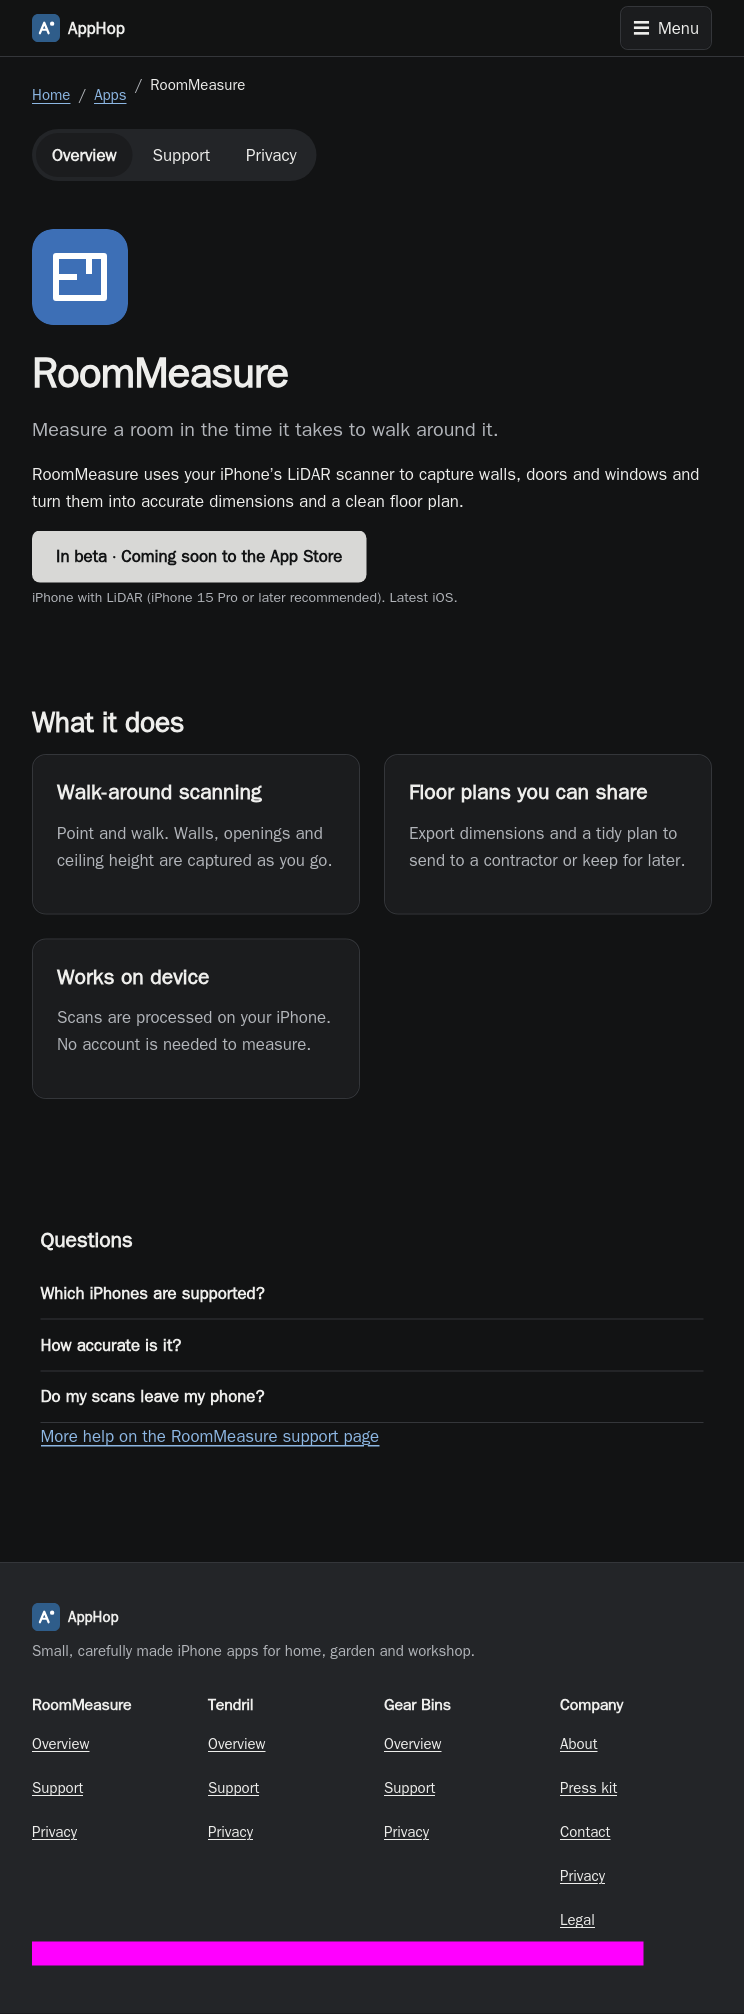 AppHop
☰ Menu
Home / Apps / RoomMeasure
Overview Support Privacy
RoomMeasure
Measure a room in the time it takes to walk around it.
RoomMeasure uses your iPhone's LiDAR scanner to capture walls, doors and windows and
turn them into accurate dimensions and a clean floor plan.
In beta · Coming soon to the App Store
iPhone with LiDAR (iPhone 15 Pro or later recommended). Latest iOS.
What it does
Walk-around scanning
Point and walk. Walls, openings and
ceiling height are captured as you go.
Floor plans you can share
Export dimensions and a tidy plan to
send to a contractor or keep for later.
Works on device
Scans are processed on your iPhone.
No account is needed to measure.
Questions
Which iPhones are supported?
How accurate is it?
Do my scans leave my phone?
More help on the RoomMeasure support page
AppHop
Small, carefully made iPhone apps for home, garden and workshop.
RoomMeasure
Overview
Support
Privacy
Tendril
Overview
Support
Privacy
Gear Bins
Overview
Support
Privacy
Company
About
Press kit
Contact
Privacy
Legal